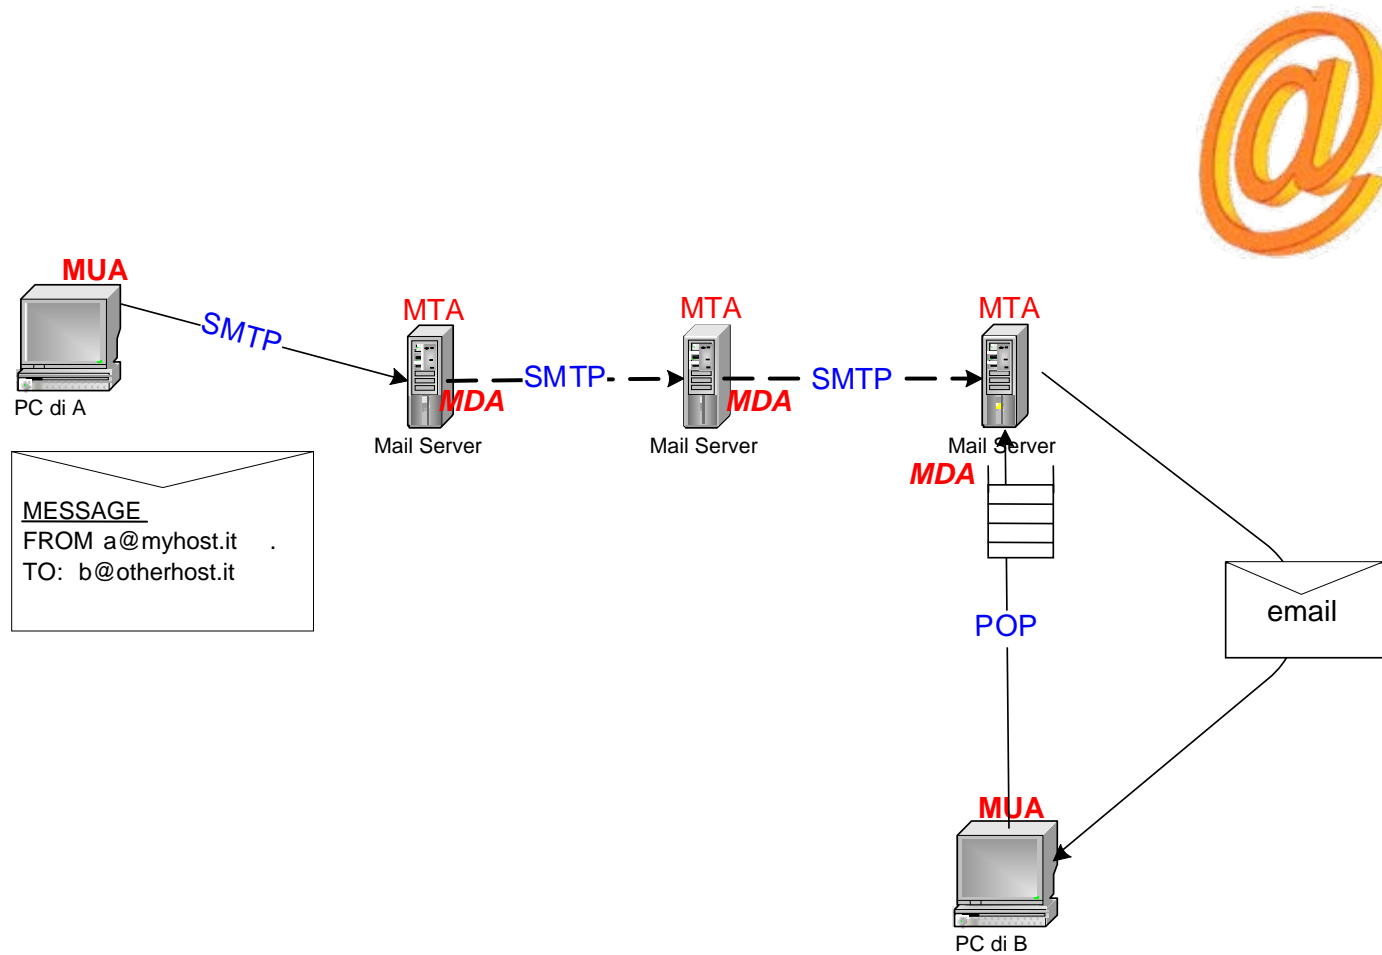 @
MUA
SMTP
PC di A
MTA
MDA
Mail Server
SMTP
MTA
MDA
Mail Server
SMTP
MTA
Mail Server
MDA
MESSAGE
FROM a@myhost.it .
TO: b@otherhost.it
POP
email
MUA
PC di B